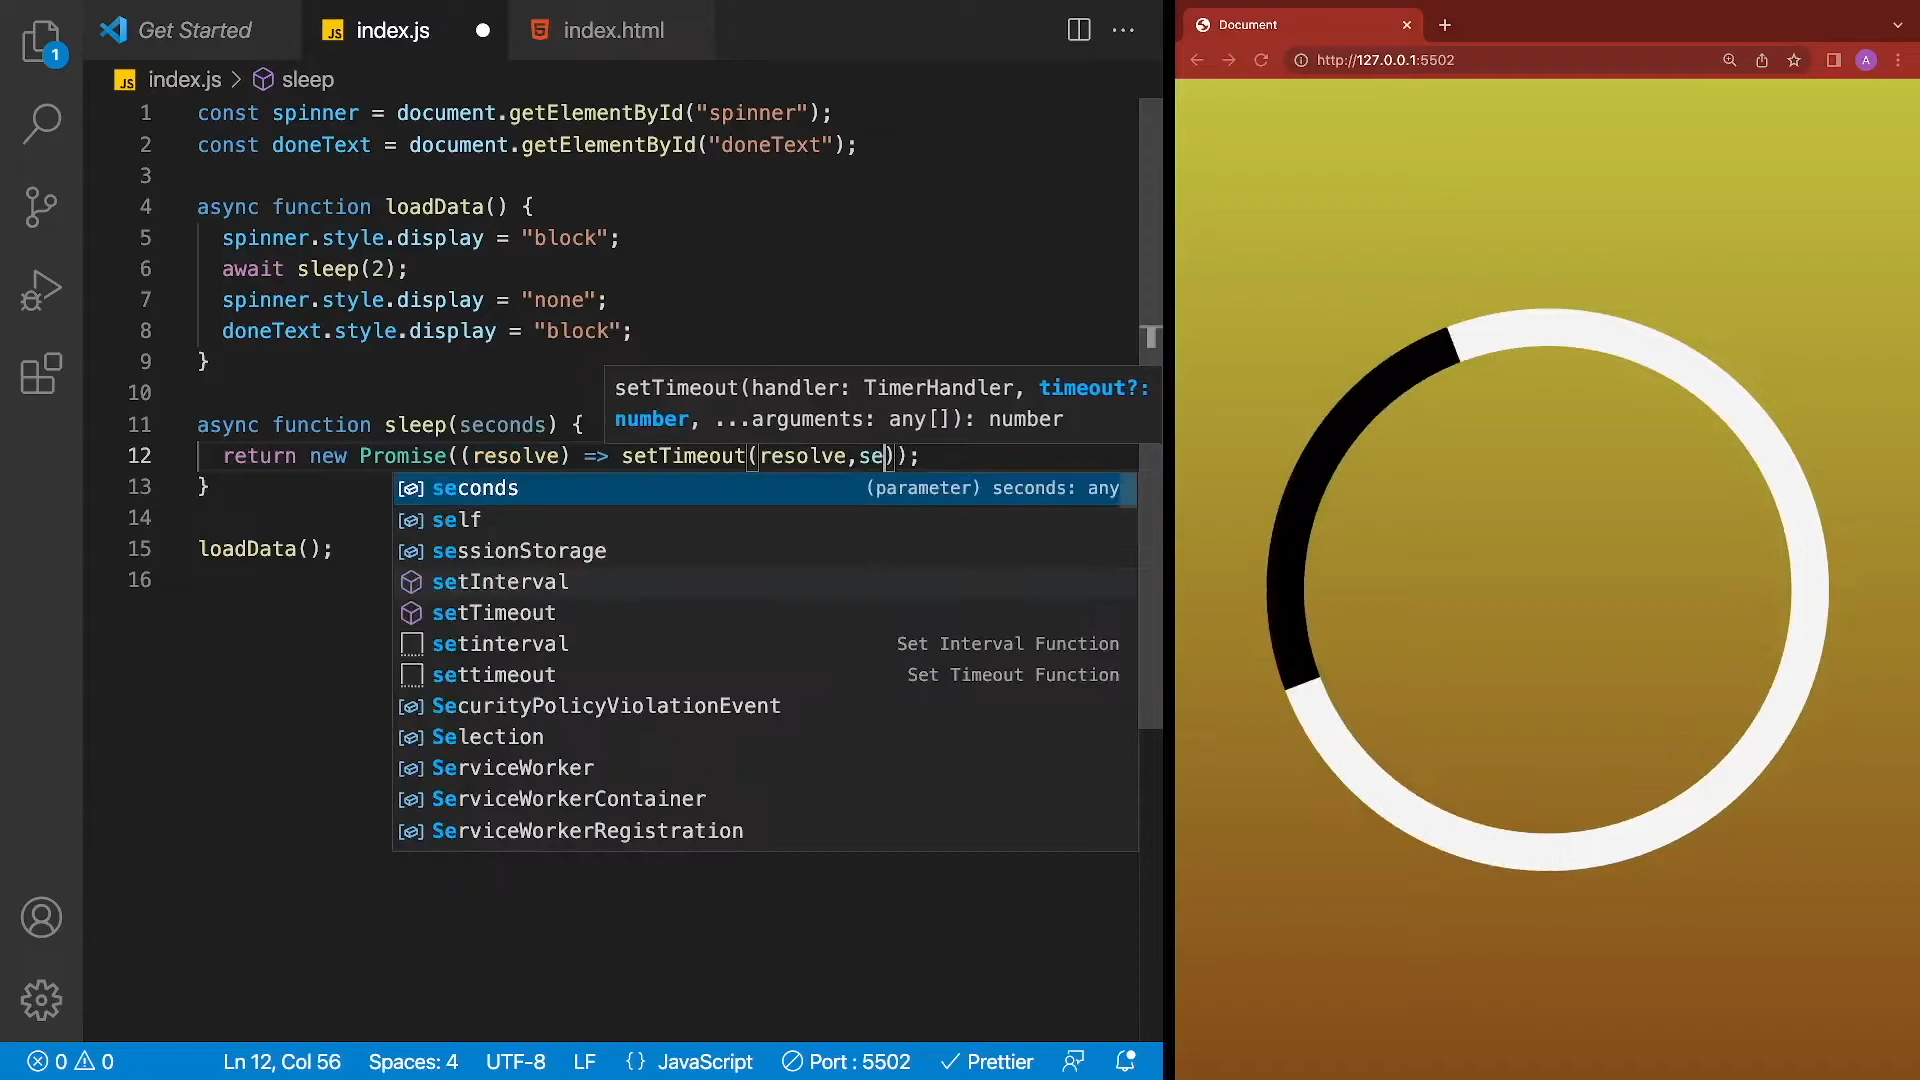 Get Started
JS index.js
index.html
1
JS index.js > sleep
1 const spinner = document.getElementById("spinner");
2 const doneText = document.getElementById("doneText");
3
4 async function loadData() {
5 spinner.style.display = "block";
6 await sleep(2);
7 spinner.style.display = "none";
8 doneText.style.display = "block";
9 }
10
setTimeout(handler: TimerHandler, timeout?:
number, ...arguments: any[]): number
11 async function sleep(seconds) {
12 return new Promise((resolve) => setTimeout(resolve,se));
13 }
14
15 loadData();
16
seconds (parameter) seconds: any
self
sessionStorage
setInterval
setTimeout
setinterval Set Interval Function
settimeout Set Timeout Function
SecurityPolicyViolationEvent
Selection
ServiceWorker
ServiceWorkerContainer
ServiceWorkerRegistration
0 0 Ln 12, Col 56 Spaces: 4 UTF-8 LF {} JavaScript Port : 5502 Prettier
Document
http://127.0.0.1:5502
A